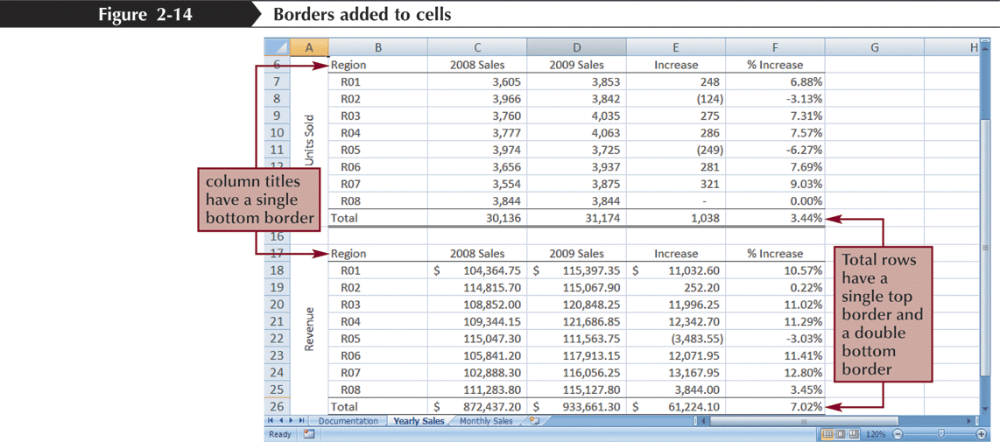 Figure 2-14 Borders added to cells
A B C D E F G H
6 Region 2008 Sales 2009 Sales Increase % Increase
7 R01 3,605 3,853 248 6.88%
8 R02 3,966 3,842 (124) -3.13%
9 R03 3,760 4,035 275 7.31%
10 R04 3,777 4,063 286 7.57%
11 R05 3,974 3,725 (249) -6.27%
12 R06 3,656 3,937 281 7.69%
R07 3,554 3,875 321 9.03%
R08 3,844 3,844 - 0.00%
Total 30,136 31,174 1,038 3.44%
Units Sold
column titles
have a single
bottom border
16
17 Region 2008 Sales 2009 Sales Increase % Increase
18 R01 $ 104,364.75 $ 115,397.35 $ 11,032.60 10.57%
19 R02 114,815.70 115,067.90 252.20 0.22%
20 R03 108,852.00 120,848.25 11,996.25 11.02%
21 R04 109,344.15 121,686.85 12,342.70 11.29%
22 R05 115,047.30 111,563.75 (3,483.55) -3.03%
23 R06 105,841.20 117,913.15 12,071.95 11.41%
24 R07 102,888.30 116,056.25 13,167.95 12.80%
25 R08 111,283.80 115,127.80 3,844.00 3.45%
26 Total $ 872,437.20 $ 933,661.30 $ 61,224.10 7.02%
Revenue
Total rows
have a
single top
border and
a double
bottom
border
Documentation Yearly Sales Monthly Sales
Ready 120%